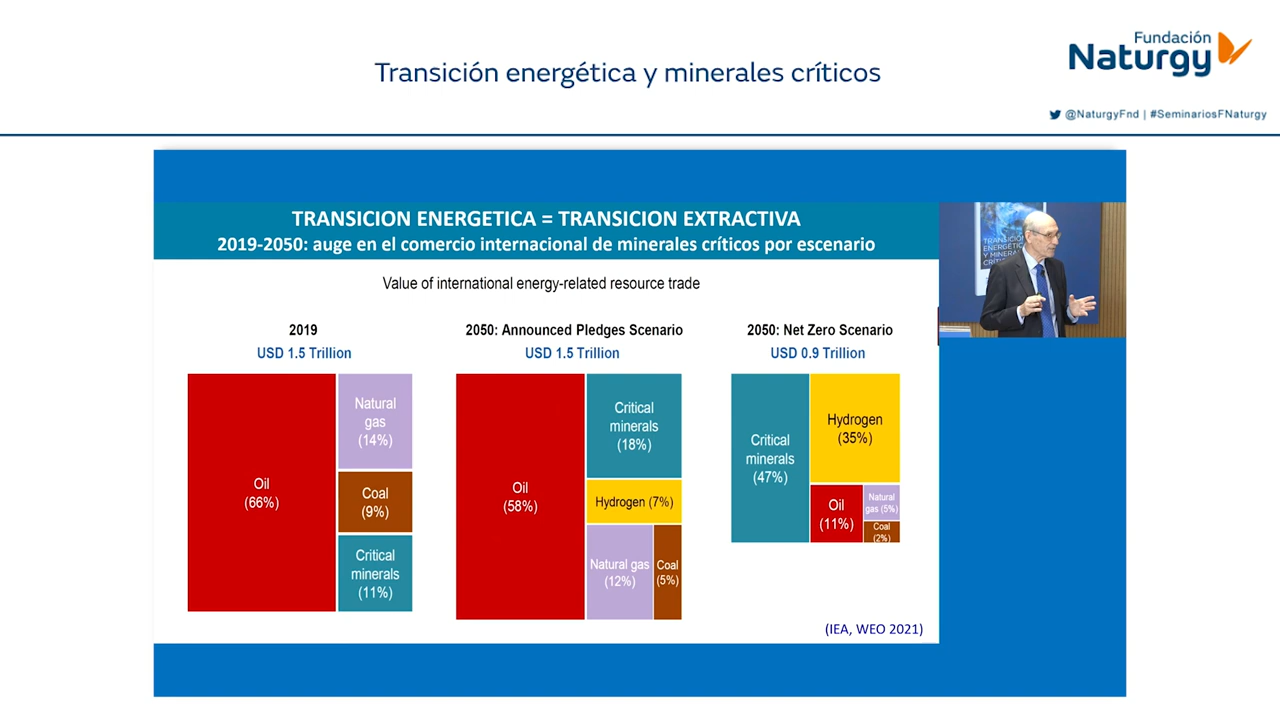 Transición energética y minerales críticos
Fundación
Naturgy
@NaturgyFnd | #SeminariosFNaturgy
TRANSICION ENERGETICA = TRANSICION EXTRACTIVA
2019-2050: auge en el comercio internacional de minerales críticos por escenario
Value of international energy-related resource trade
2019
USD 1.5 Trillion
Oil
(66%)
Natural
gas
(14%)
Coal
(9%)
Critical
minerals
(11%)
2050: Announced Pledges Scenario
USD 1.5 Trillion
Oil
(58%)
Critical
minerals
(18%)
Hydrogen (7%)
Natural gas
(12%)
Coal
(5%)
2050: Net Zero Scenario
USD 0.9 Trillion
Critical
minerals
(47%)
Hydrogen
(35%)
Oil
(11%)
Natural
gas (5%)
Coal
(2%)
(IEA, WEO 2021)
TRANSICIÓN
ENERGÉTICA
Y MINERALES